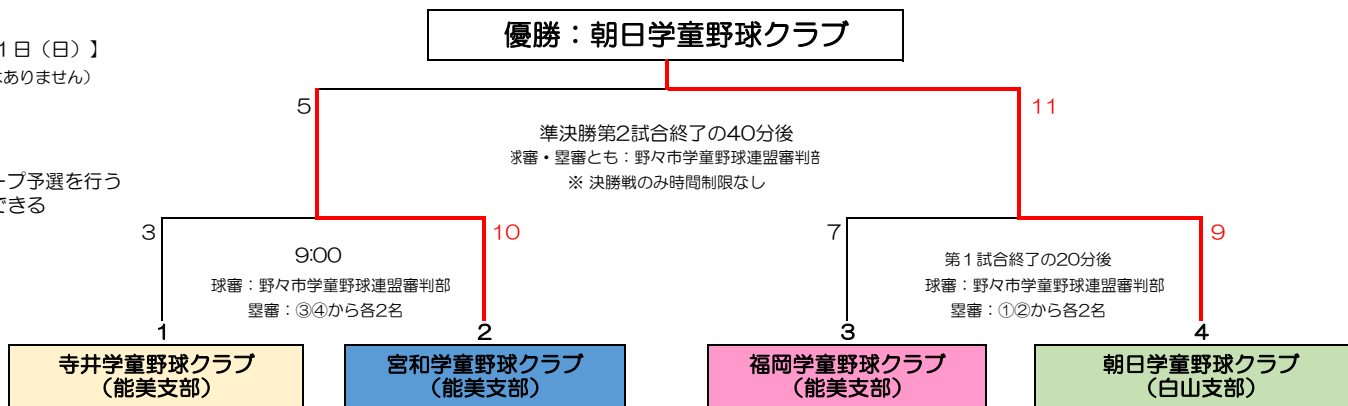 優勝：朝日学童野球クラブ
1日（日）】
はありません）
5
11
準決勝第2試合終了の40分後
球審・塁審とも：野々市学童野球連盟審判部
※ 決勝戦のみ時間制限なし
ープ予選を行う
できる
3
10
7
9
9:00
球審：野々市学童野球連盟審判部
塁審：③④から各2名
第1試合終了の20分後
球審：野々市学童野球連盟審判部
塁審：①②から各2名
1
2
3
4
寺井学童野球クラブ
（能美支部）
宮和学童野球クラブ
（能美支部）
福岡学童野球クラブ
（能美支部）
朝日学童野球クラブ
（白山支部）